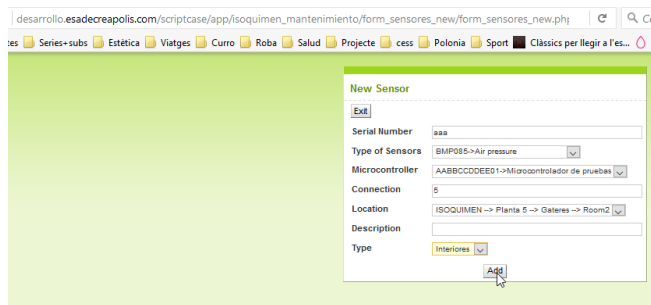 desarrollo.esadecreapolis.com/scriptcase/app/isoquimen_mantenimiento/form_sensores_new/form_sensores_new.php
Series+subs Estètica Viatges Curro Roba Salud Projecte cess Polonia Sport Clàssics per llegir a l'es...
New Sensor
Exit
Serial Number aaa
Type of Sensors BMP085->Air pressure
Microcontroller AABBCCDDEE01->Microcontrolador de pruebas
Connection 5
Location ISOQUIMEN --> Planta 5 --> Gateres --> Room2
Description
Type Interiores
Add